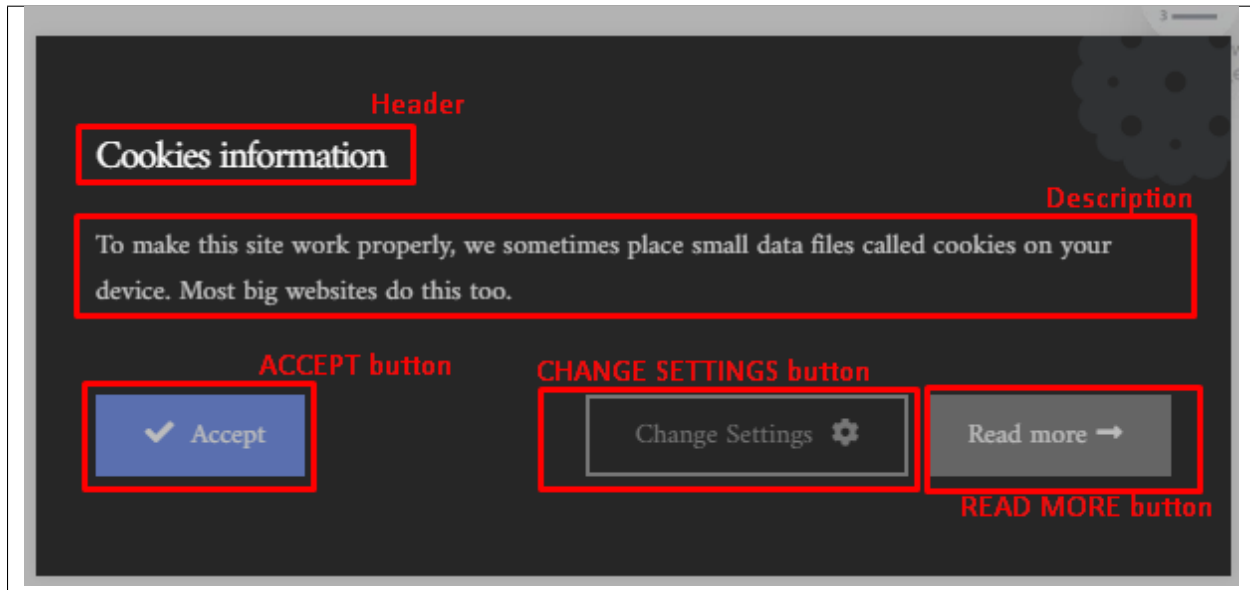 3
Header
Cookies information
Description
To make this site work properly, we sometimes place small data files called cookies on your
device. Most big websites do this too.
ACCEPT button
CHANGE SETTINGS button
Accept
Change Settings
Read more
READ MORE button